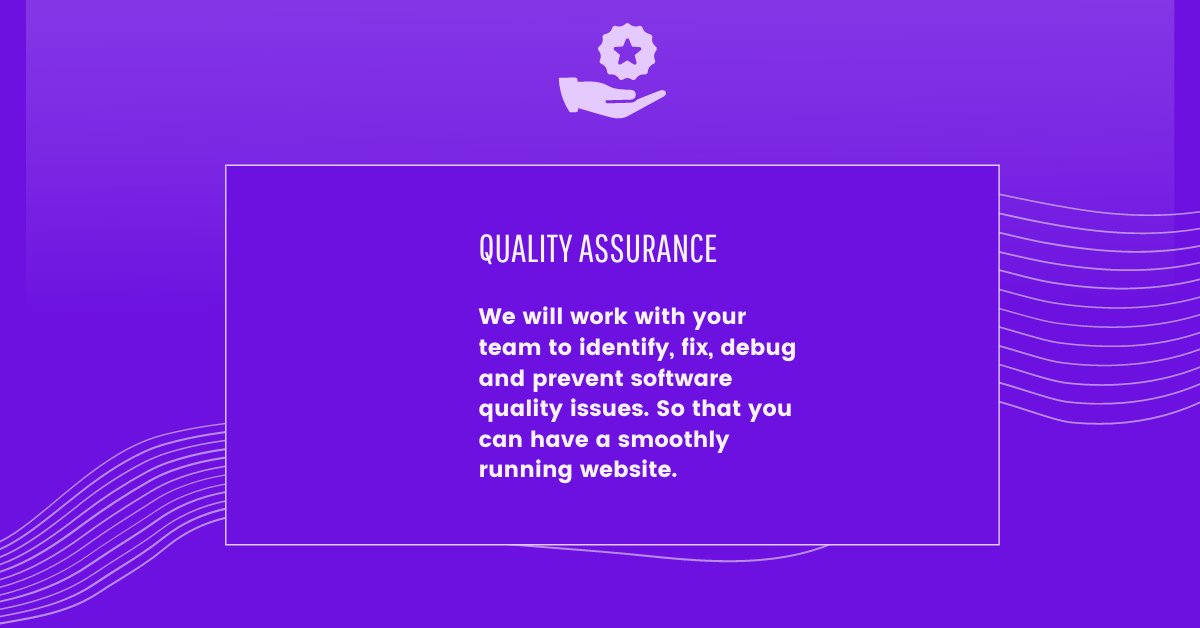 QUALITY ASSURANCE
We will work with your
team to identify, fix, debug
and prevent software
quality issues. So that you
can have a smoothly
running website.